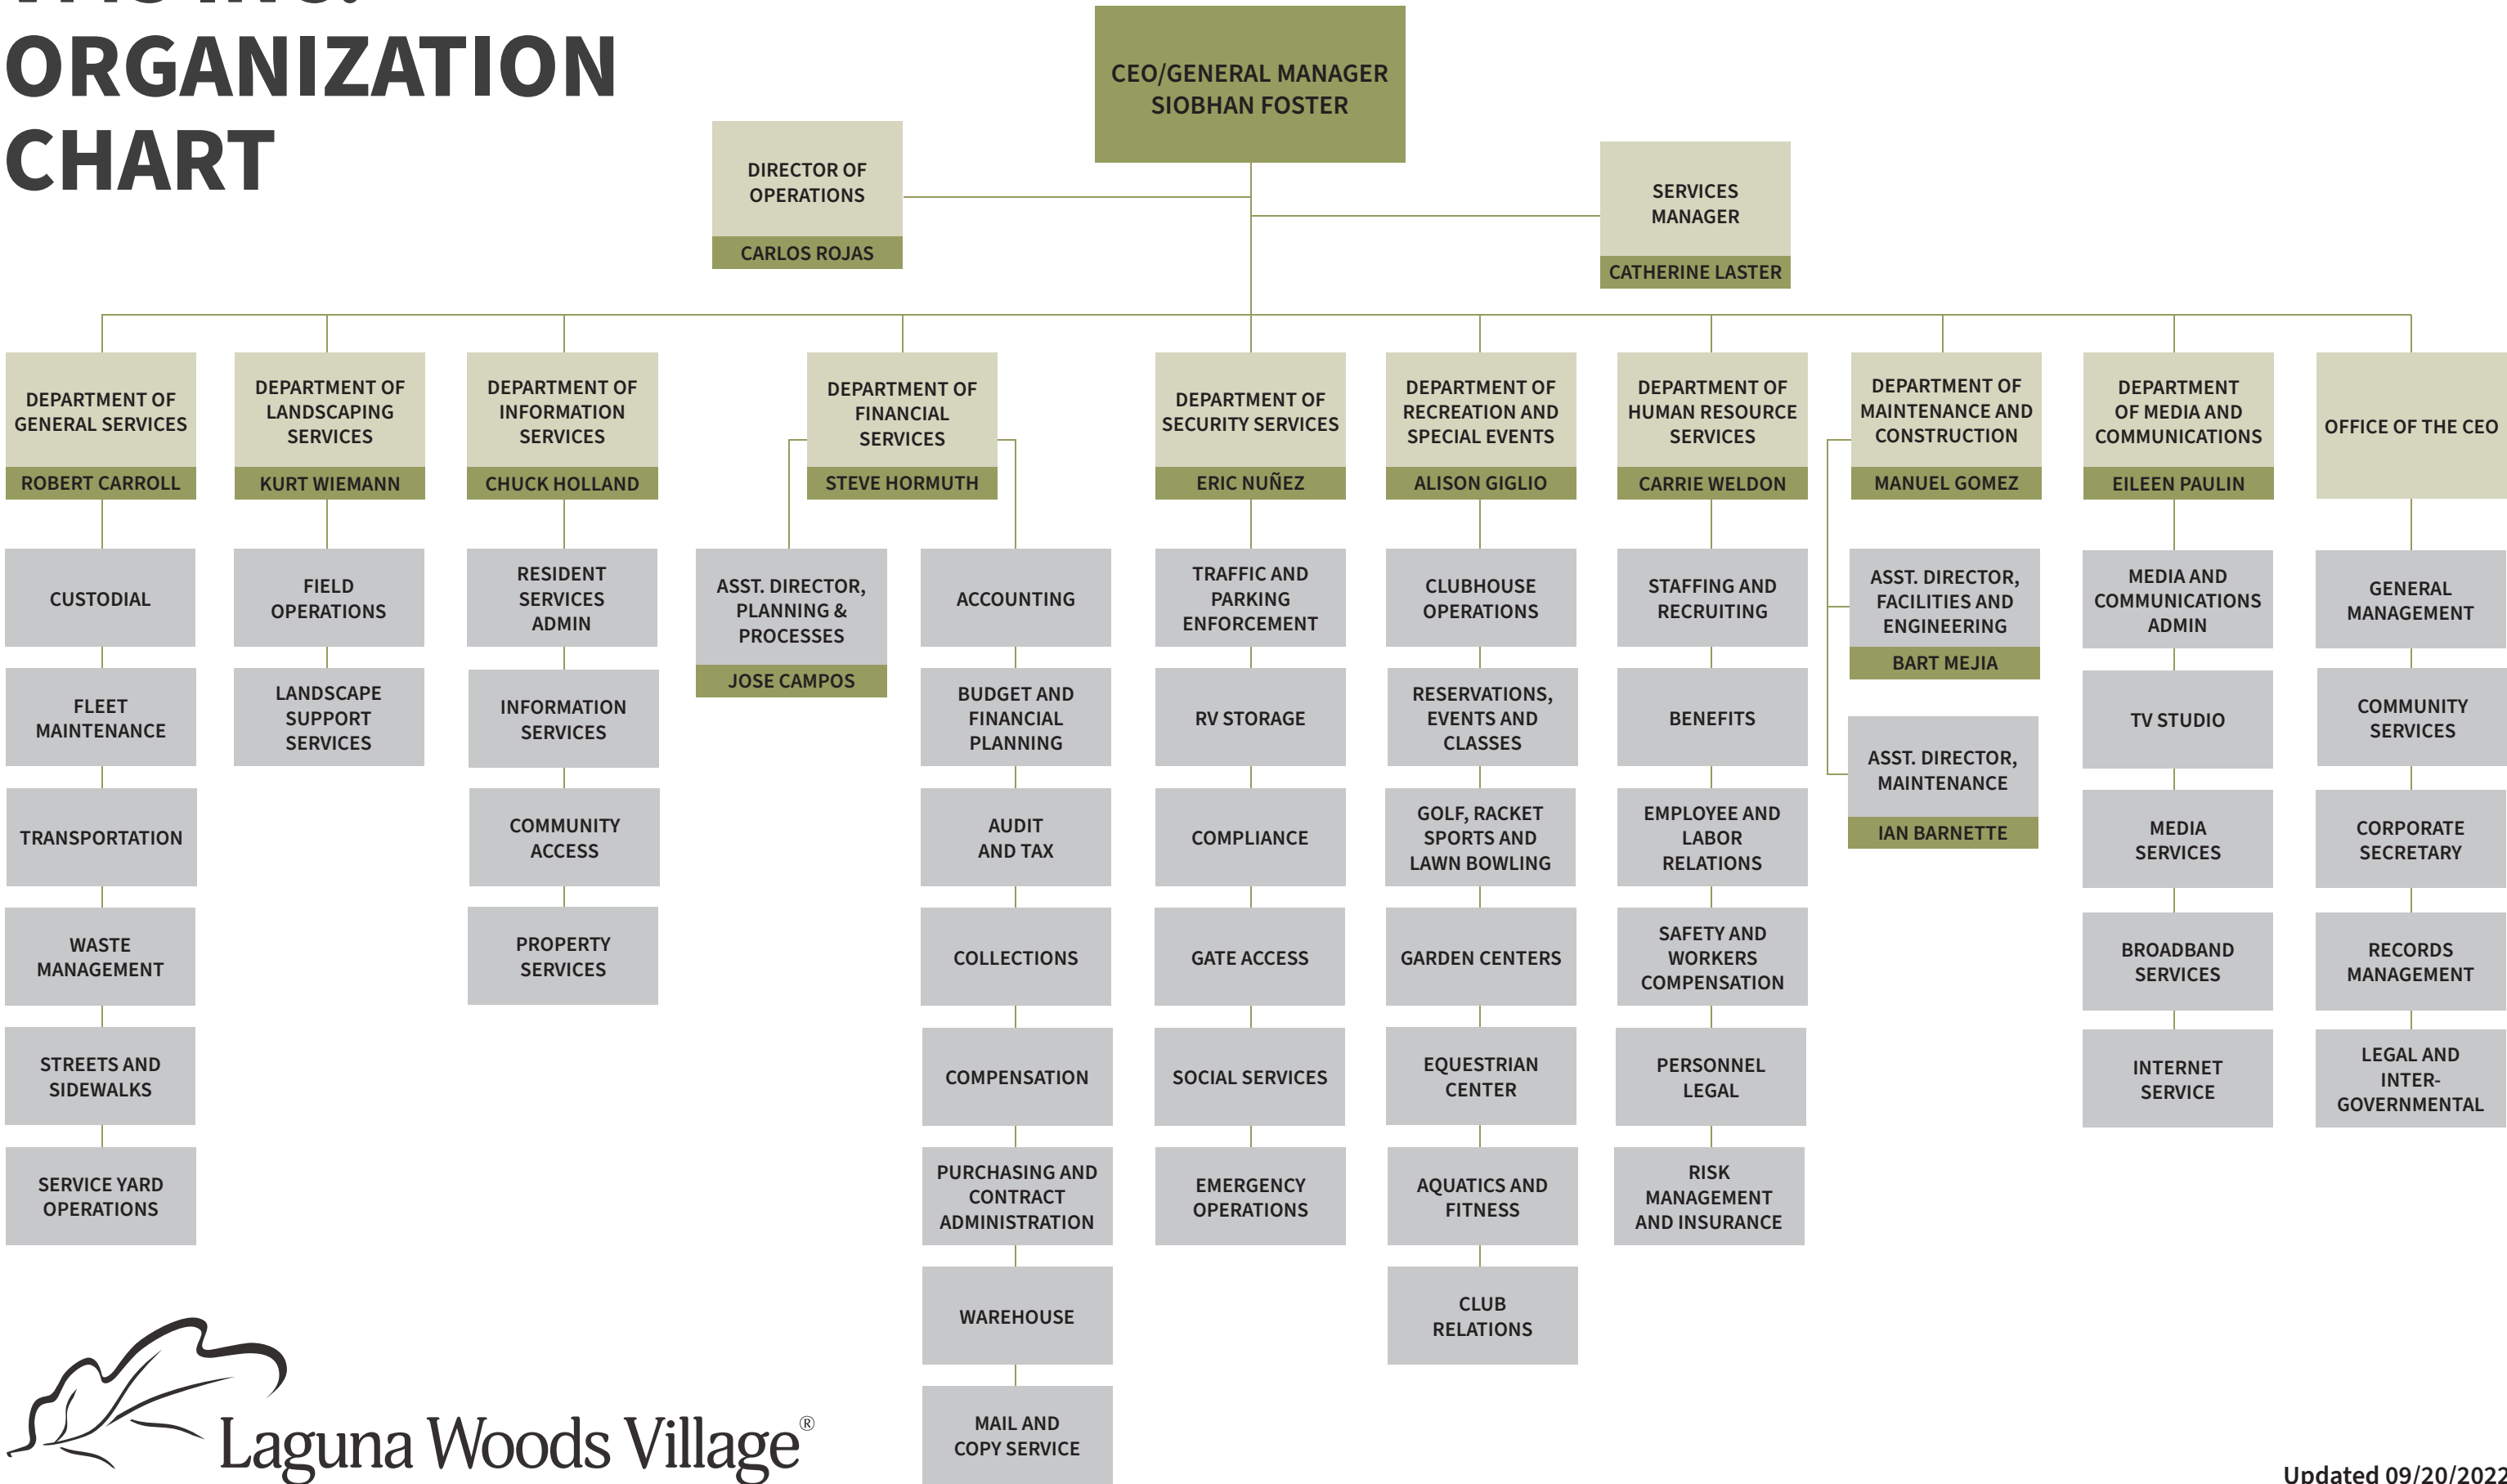 ORGANIZATION
CHART
CEO/GENERAL MANAGER
SIOBHAN FOSTER
DIRECTOR OF
OPERATIONS
CARLOS ROJAS
SERVICES
MANAGER
CATHERINE LASTER
DEPARTMENT OF
GENERAL SERVICES
ROBERT CARROLL
CUSTODIAL
FLEET
MAINTENANCE
TRANSPORTATION
WASTE
MANAGEMENT
STREETS AND
SIDEWALKS
SERVICE YARD
OPERATIONS
DEPARTMENT OF
LANDSCAPING
SERVICES
KURT WIEMANN
FIELD
OPERATIONS
LANDSCAPE
SUPPORT
SERVICES
DEPARTMENT OF
INFORMATION
SERVICES
CHUCK HOLLAND
RESIDENT
SERVICES
ADMIN
INFORMATION
SERVICES
COMMUNITY
ACCESS
PROPERTY
SERVICES
DEPARTMENT OF
FINANCIAL
SERVICES
STEVE HORMUTH
ASST. DIRECTOR,
PLANNING &
PROCESSES
JOSE CAMPOS
ACCOUNTING
BUDGET AND
FINANCIAL
PLANNING
AUDIT
AND TAX
COLLECTIONS
COMPENSATION
PURCHASING AND
CONTRACT
ADMINISTRATION
WAREHOUSE
MAIL AND
COPY SERVICE
DEPARTMENT OF
SECURITY SERVICES
ERIC NUÑEZ
TRAFFIC AND
PARKING
ENFORCEMENT
RV STORAGE
COMPLIANCE
GATE ACCESS
SOCIAL SERVICES
EMERGENCY
OPERATIONS
DEPARTMENT OF
RECREATION AND
SPECIAL EVENTS
ALISON GIGLIO
CLUBHOUSE
OPERATIONS
RESERVATIONS,
EVENTS AND
CLASSES
GOLF, RACKET
SPORTS AND
LAWN BOWLING
GARDEN CENTERS
EQUESTRIAN
CENTER
AQUATICS AND
FITNESS
CLUB
RELATIONS
DEPARTMENT OF
HUMAN RESOURCE
SERVICES
CARRIE WELDON
STAFFING AND
RECRUITING
BENEFITS
EMPLOYEE AND
LABOR
RELATIONS
SAFETY AND
WORKERS
COMPENSATION
PERSONNEL
LEGAL
RISK
MANAGEMENT
AND INSURANCE
DEPARTMENT OF
MAINTENANCE AND
CONSTRUCTION
MANUEL GOMEZ
ASST. DIRECTOR,
FACILITIES AND
ENGINEERING
BART MEJIA
ASST. DIRECTOR,
MAINTENANCE
IAN BARNETTE
DEPARTMENT
OF MEDIA AND
COMMUNICATIONS
EILEEN PAULIN
MEDIA AND
COMMUNICATIONS
ADMIN
TV STUDIO
MEDIA
SERVICES
BROADBAND
SERVICES
INTERNET
SERVICE
OFFICE OF THE CEO
GENERAL
MANAGEMENT
COMMUNITY
SERVICES
CORPORATE
SECRETARY
RECORDS
MANAGEMENT
LEGAL AND
INTER-
GOVERNMENTAL
Laguna Woods Village®
Updated 09/20/2022